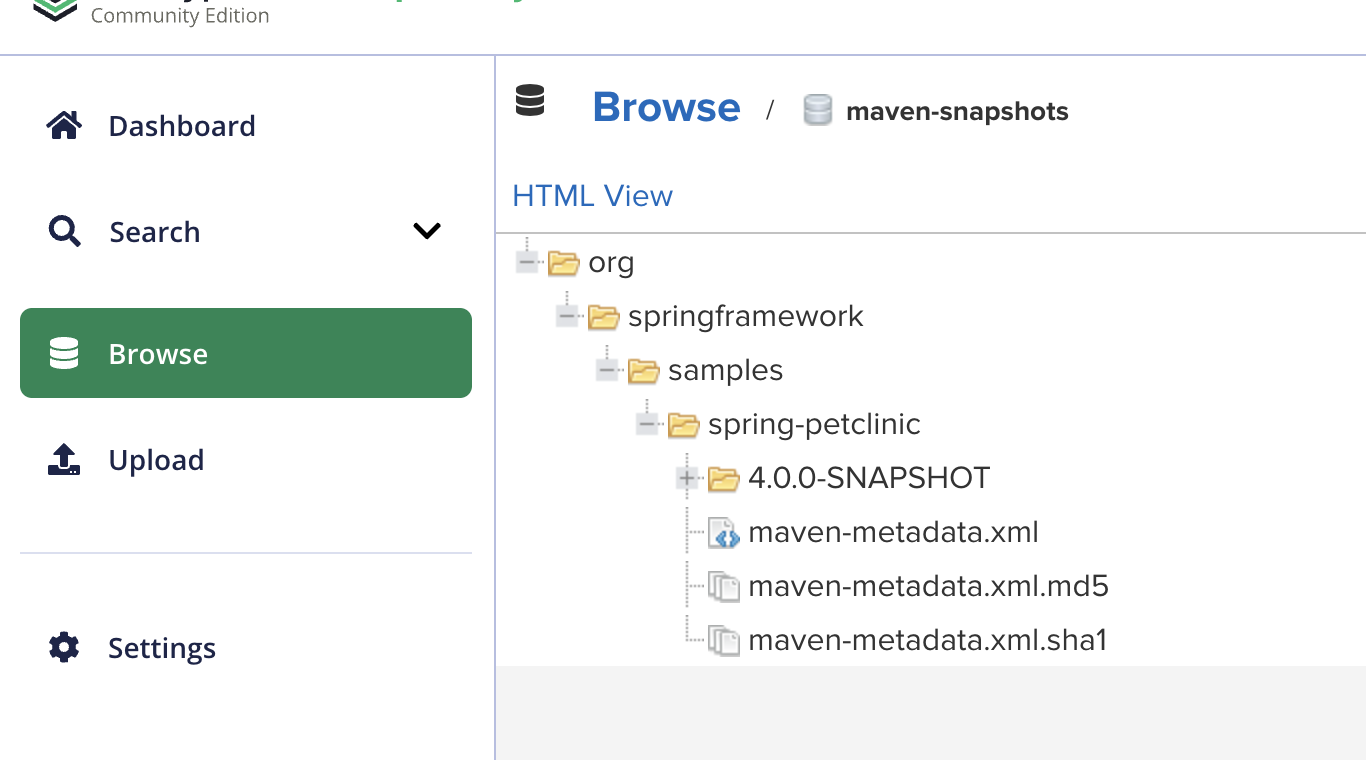 Community Edition
Dashboard
Search
Browse
Upload
Settings
Browse / maven-snapshots
HTML View
org
springframework
samples
spring-petclinic
4.0.0-SNAPSHOT
maven-metadata.xml
maven-metadata.xml.md5
maven-metadata.xml.sha1